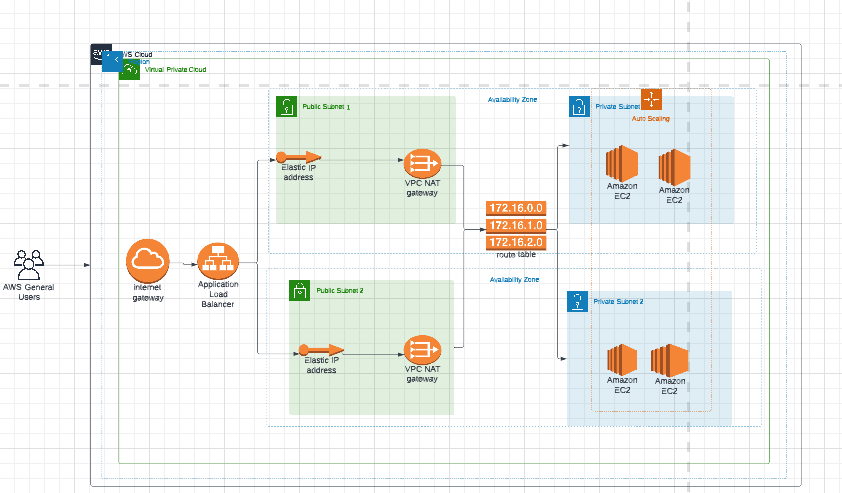 aws
WS Cloud
Virtual Private Cloud
Public Subnet 1
Availability Zone
Private Subnet
Auto Scaling
Elastic IP
address
VPC NAT
gateway
Amazon
EC2
Amazon
EC2
172.16.0.0
172.16.1.0
172.16.2.0
route table
AWS General
Users
internet
gateway
Application
Load
Balancer
Availability Zone
Public Subnet 2
Private Subnet 2
Elastic IP
address
VPC NAT
gateway
Amazon
EC2
Amazon
EC2